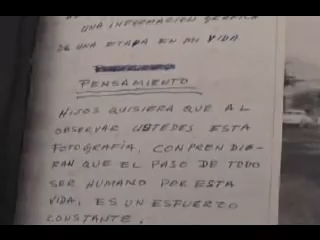 UNA INFORMACION GRAFICA
DE UNA ETAPA EN MI VIDA
PENSAMIENTO
HIJOS QUISIERA QUE AL
OBSERVAR USTEDES ESTA
FOTOGRAFÍA, COMPRENDIE-
RAN QUE EL PASO DE TODO
SER HUMANO POR ESTA
VIDA, ES UN ESFUERZO
CONSTANTE.